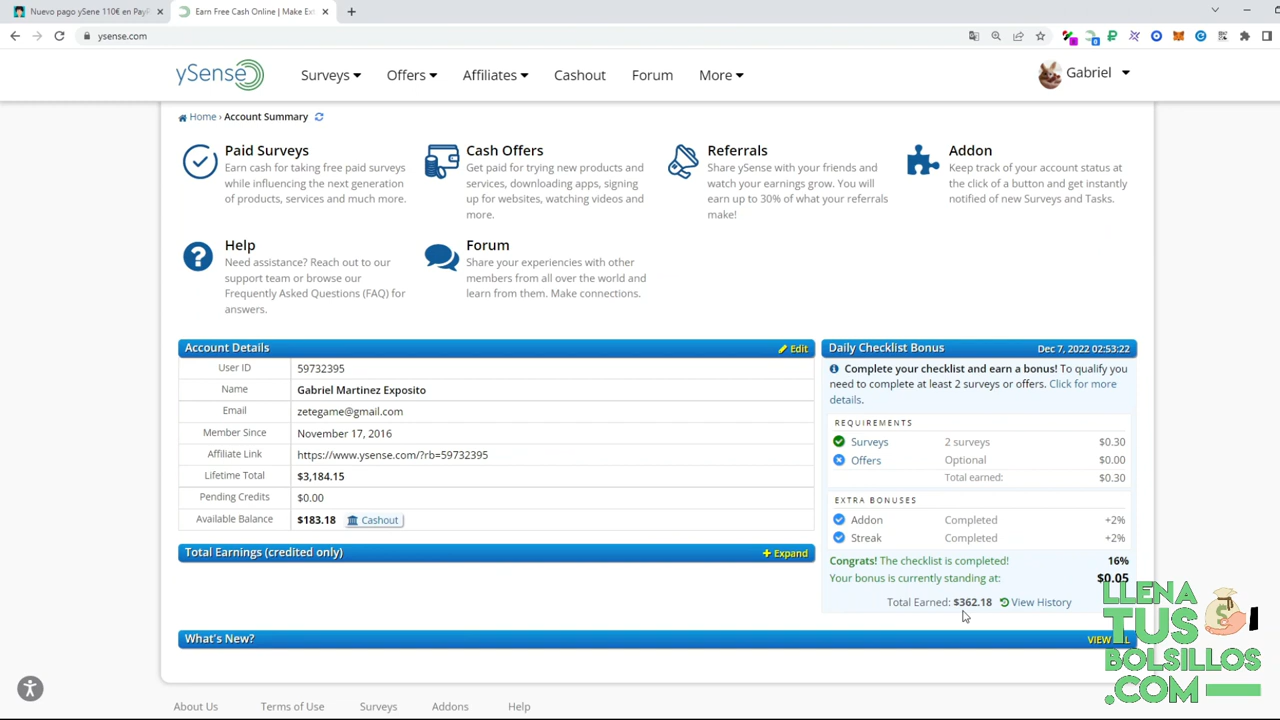 Nuevo pago ySense 110€ en PayP
Earn Free Cash Online | Make Ext
ysense.com
ySense
Surveys
Offers
Affiliates
Cashout
Forum
More
Gabriel
Home › Account Summary
Paid Surveys
Earn cash for taking free paid surveys
while influencing the next generation
of products, services and much more.
Cash Offers
Get paid for trying new products and
services, downloading apps, signing
up for websites, watching videos and
more.
Referrals
Share ySense with your friends and
watch your earnings grow. You will
earn up to 30% of what your referrals
make!
Addon
Keep track of your account status at
the click of a button and get instantly
notified of new Surveys and Tasks.
Help
Need assistance? Reach out to our
support team or browse our
Frequently Asked Questions (FAQ) for
answers.
Forum
Share your experiences with other
members from all over the world and
learn from them. Make connections.
Account Details Edit
User ID 59732395
Name Gabriel Martinez Exposito
Email zetegame@gmail.com
Member Since November 17, 2016
Affiliate Link https://www.ysense.com/?rb=59732395
Lifetime Total $3,184.15
Pending Credits $0.00
Available Balance $183.18 Cashout
Total Earnings (credited only) + Expand
Daily Checklist Bonus Dec 7, 2022 02:53:22
Complete your checklist and earn a bonus! To qualify you
need to complete at least 2 surveys or offers. Click for more
details.
REQUIREMENTS
Surveys 2 surveys $0.30
Offers Optional $0.00
Total earned: $0.30
EXTRA BONUSES
Addon Completed +2%
Streak Completed +2%
Congrats! The checklist is completed! 16%
Your bonus is currently standing at: $0.05
Total Earned: $362.18 View History
What's New? VIEW
LLENA
TUS
BOLSILLOS
.COM
About Us
Terms of Use
Surveys
Addons
Help